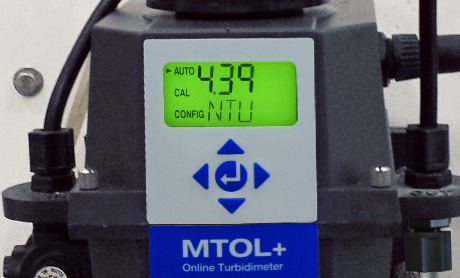 ▸ AUTO 4.39
CAL
CONFIG NTU
MTOL+
Online Turbidimeter